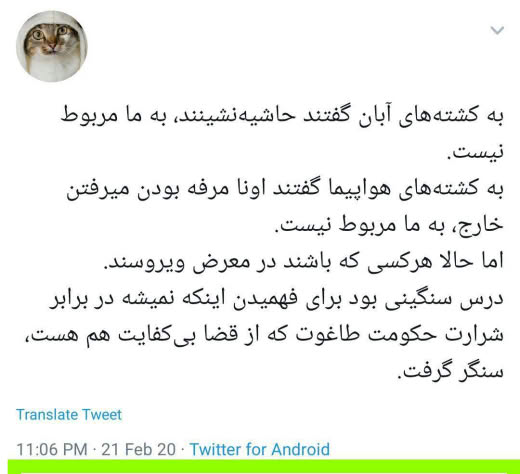 به کشته‌های آبان گفتند حاشیه‌نشینند، به ما مربوط
نیست.
به کشته‌های هواپیما گفتند اونا مرفه بودن میرفتن
خارج، به ما مربوط نیست.
اما حالا هرکسی که باشند در معرض ویروسند.
درس سنگینی بود برای فهمیدن اینکه نمیشه در برابر
شرارت حکومت طاغوت که از قضا بی‌کفایت هم هست،
سنگر گرفت.
Translate Tweet
11:06 PM · 21 Feb 20 · Twitter for Android